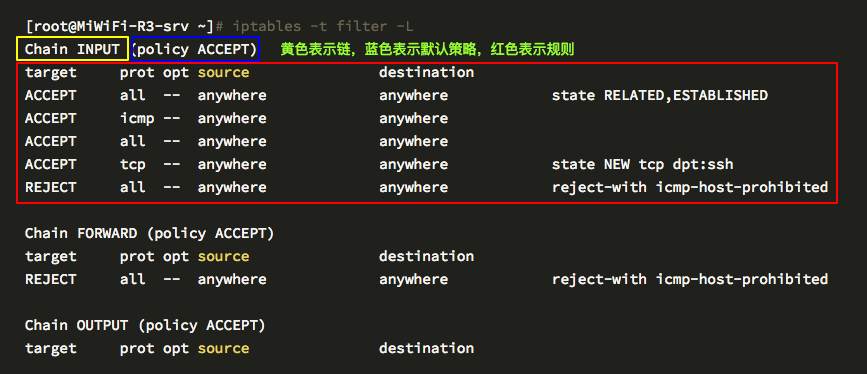 [root@MiWiFi-R3-srv ~]# iptables -t filter -L
Chain INPUT (policy ACCEPT) 黄色表示链，蓝色表示默认策略，红色表示规则
target     prot opt source               destination
ACCEPT     all  --  anywhere             anywhere            state RELATED,ESTABLISHED
ACCEPT     icmp --  anywhere             anywhere
ACCEPT     all  --  anywhere             anywhere
ACCEPT     tcp  --  anywhere             anywhere            state NEW tcp dpt:ssh
REJECT     all  --  anywhere             anywhere            reject-with icmp-host-prohibited
Chain FORWARD (policy ACCEPT)
target     prot opt source               destination
REJECT     all  --  anywhere             anywhere            reject-with icmp-host-prohibited
Chain OUTPUT (policy ACCEPT)
target     prot opt source               destination